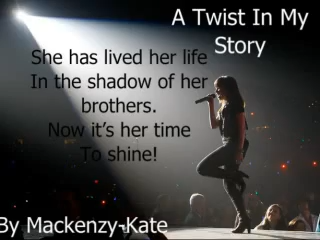 A Twist In My
Story
She has lived her life
In the shadow of her
brothers.
Now it's her time
To shine!
By Mackenzy-Kate